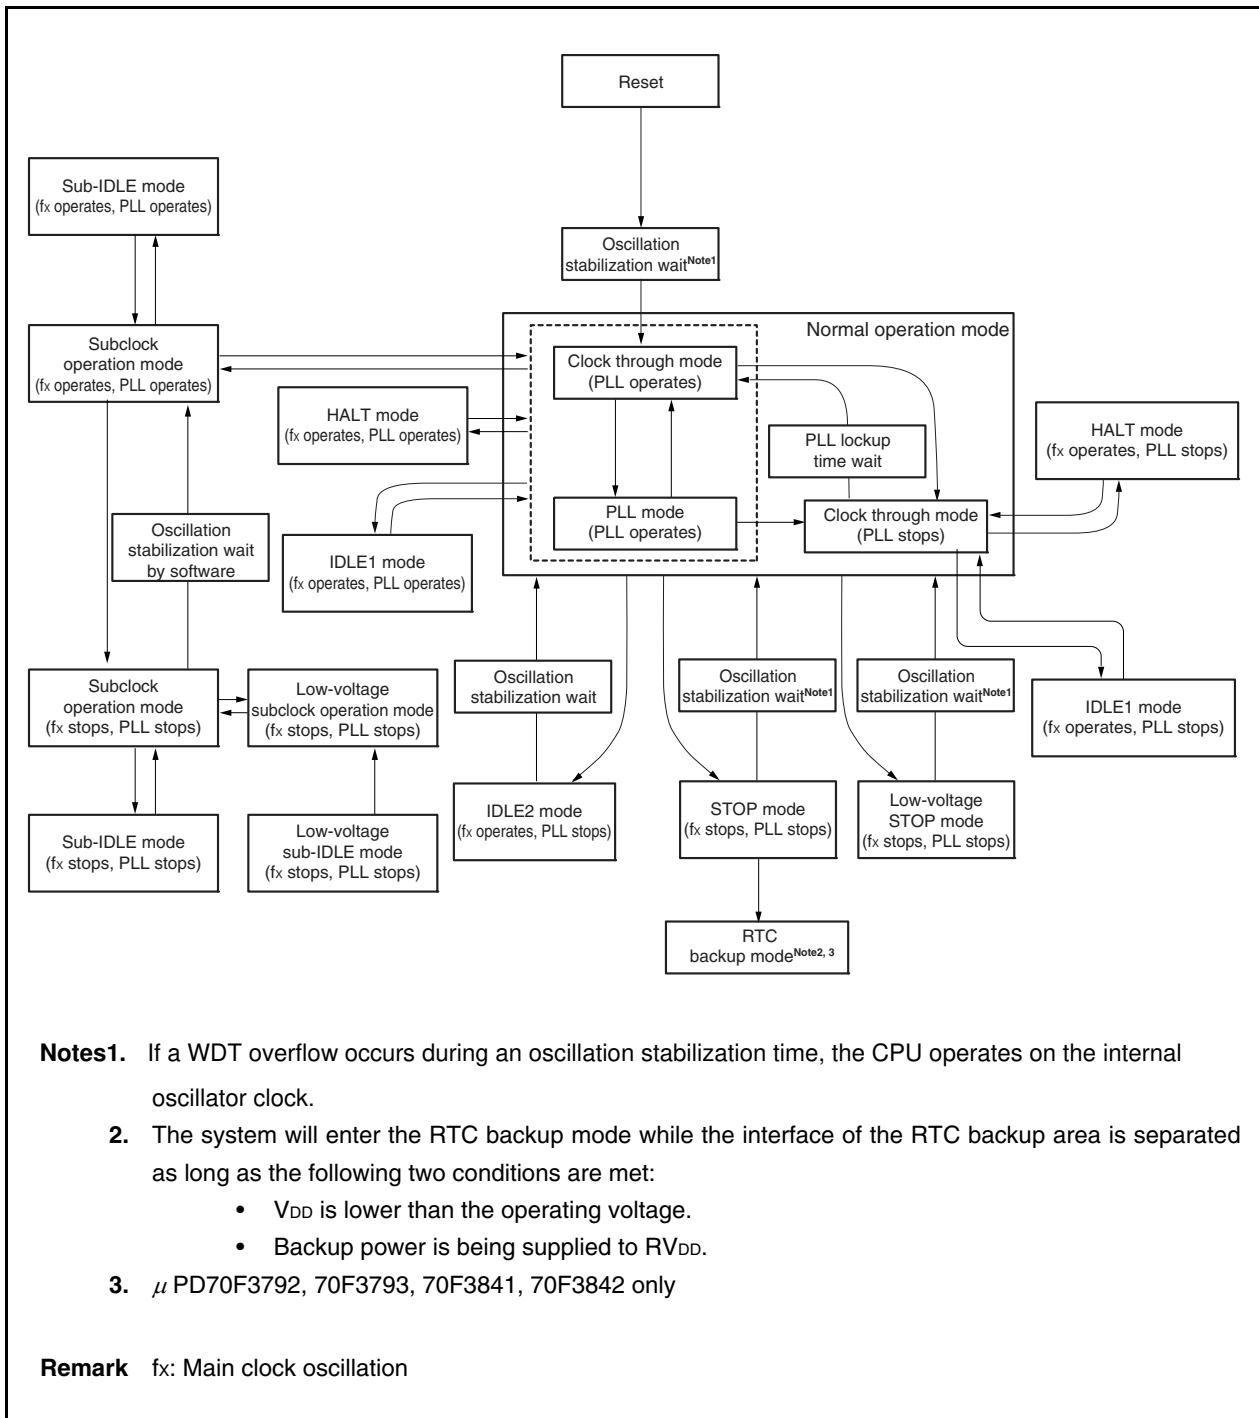 Reset
Sub-IDLE mode
(fx operates, PLL operates)
Oscillation
stabilization wait Note1
Normal operation mode
Subclock
operation mode
(fx operates, PLL operates)
Clock through mode
(PLL operates)
HALT mode
(fx operates, PLL operates)
PLL lockup
time wait
HALT mode
(fx operates, PLL stops)
Oscillation
stabilization wait
by software
IDLE1 mode
(fx operates, PLL operates)
PLL mode
(PLL operates)
Clock through mode
(PLL stops)
Subclock
operation mode
(fx stops, PLL stops)
Low-voltage
subclock operation mode
(fx stops, PLL stops)
Oscillation
stabilization wait
Oscillation
stabilization wait Note1
Oscillation
stabilization wait Note1
IDLE1 mode
(fx operates, PLL stops)
Sub-IDLE mode
(fx stops, PLL stops)
Low-voltage
sub-IDLE mode
(fx stops, PLL stops)
IDLE2 mode
(fx operates, PLL stops)
STOP mode
(fx stops, PLL stops)
Low-voltage
STOP mode
(fx stops, PLL stops)
RTC
backup mode Note2, 3
Notes1. If a WDT overflow occurs during an oscillation stabilization time, the CPU operates on the internal
oscillator clock.
2. The system will enter the RTC backup mode while the interface of the RTC backup area is separated
as long as the following two conditions are met:
• VDD is lower than the operating voltage.
• Backup power is being supplied to RVDD.
3. μ PD70F3792, 70F3793, 70F3841, 70F3842 only
Remark fx: Main clock oscillation